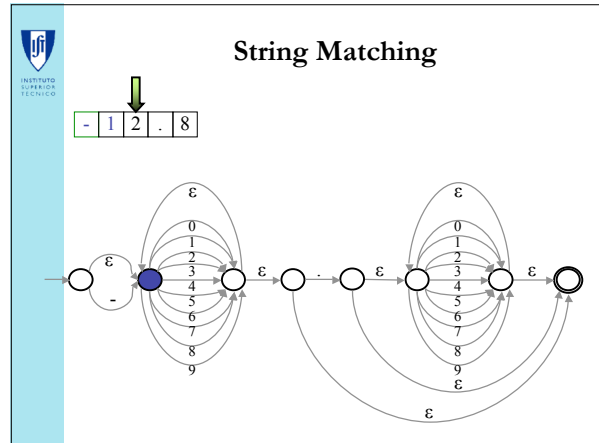 String Matching
INSTITUTO
SUPERIOR
TÉCNICO
- 1 2 . 8
ε ε
0 0
1 1
ε 2 2
3 ε . ε 3 ε
4 4
- 5 5
6 6
7 7
8 8
9 9
ε
ε